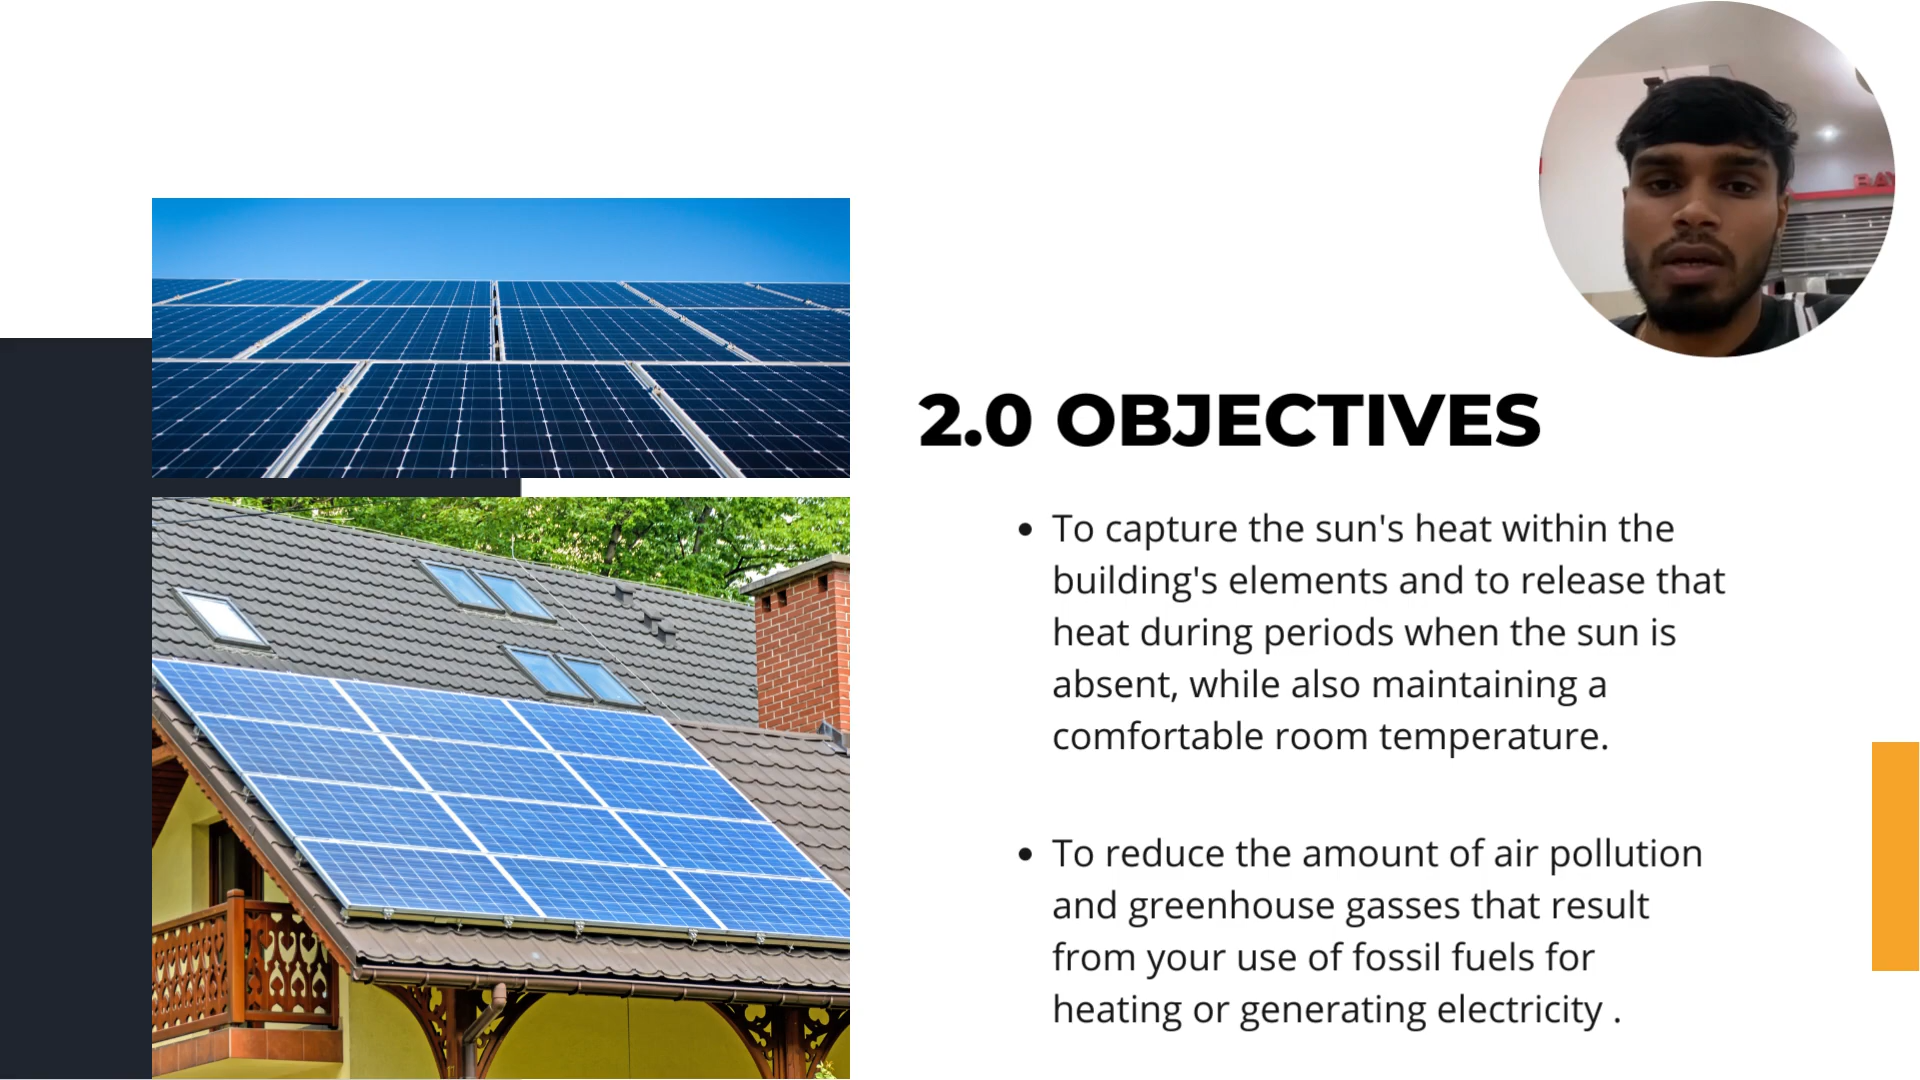 BAY
2.0 OBJECTIVES
• To capture the sun's heat within the
building's elements and to release that
heat during periods when the sun is
absent, while also maintaining a
comfortable room temperature.
• To reduce the amount of air pollution
and greenhouse gasses that result
from your use of fossil fuels for
heating or generating electricity .